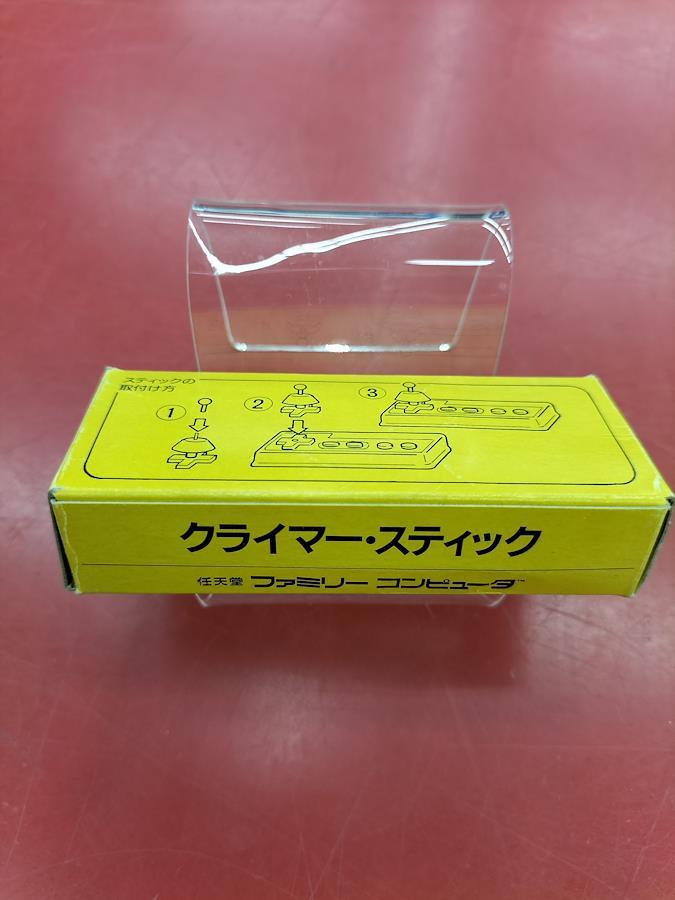 スティックの
取付け方
① ② ③
クライマー・スティック
任天堂 ファミリー コンピュータ™